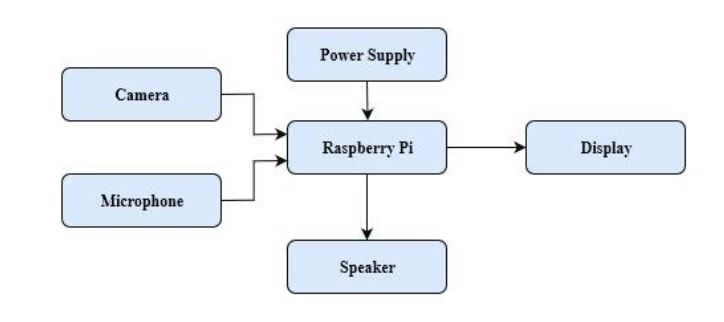 Power Supply
Camera
Raspberry Pi
Display
Microphone
Speaker